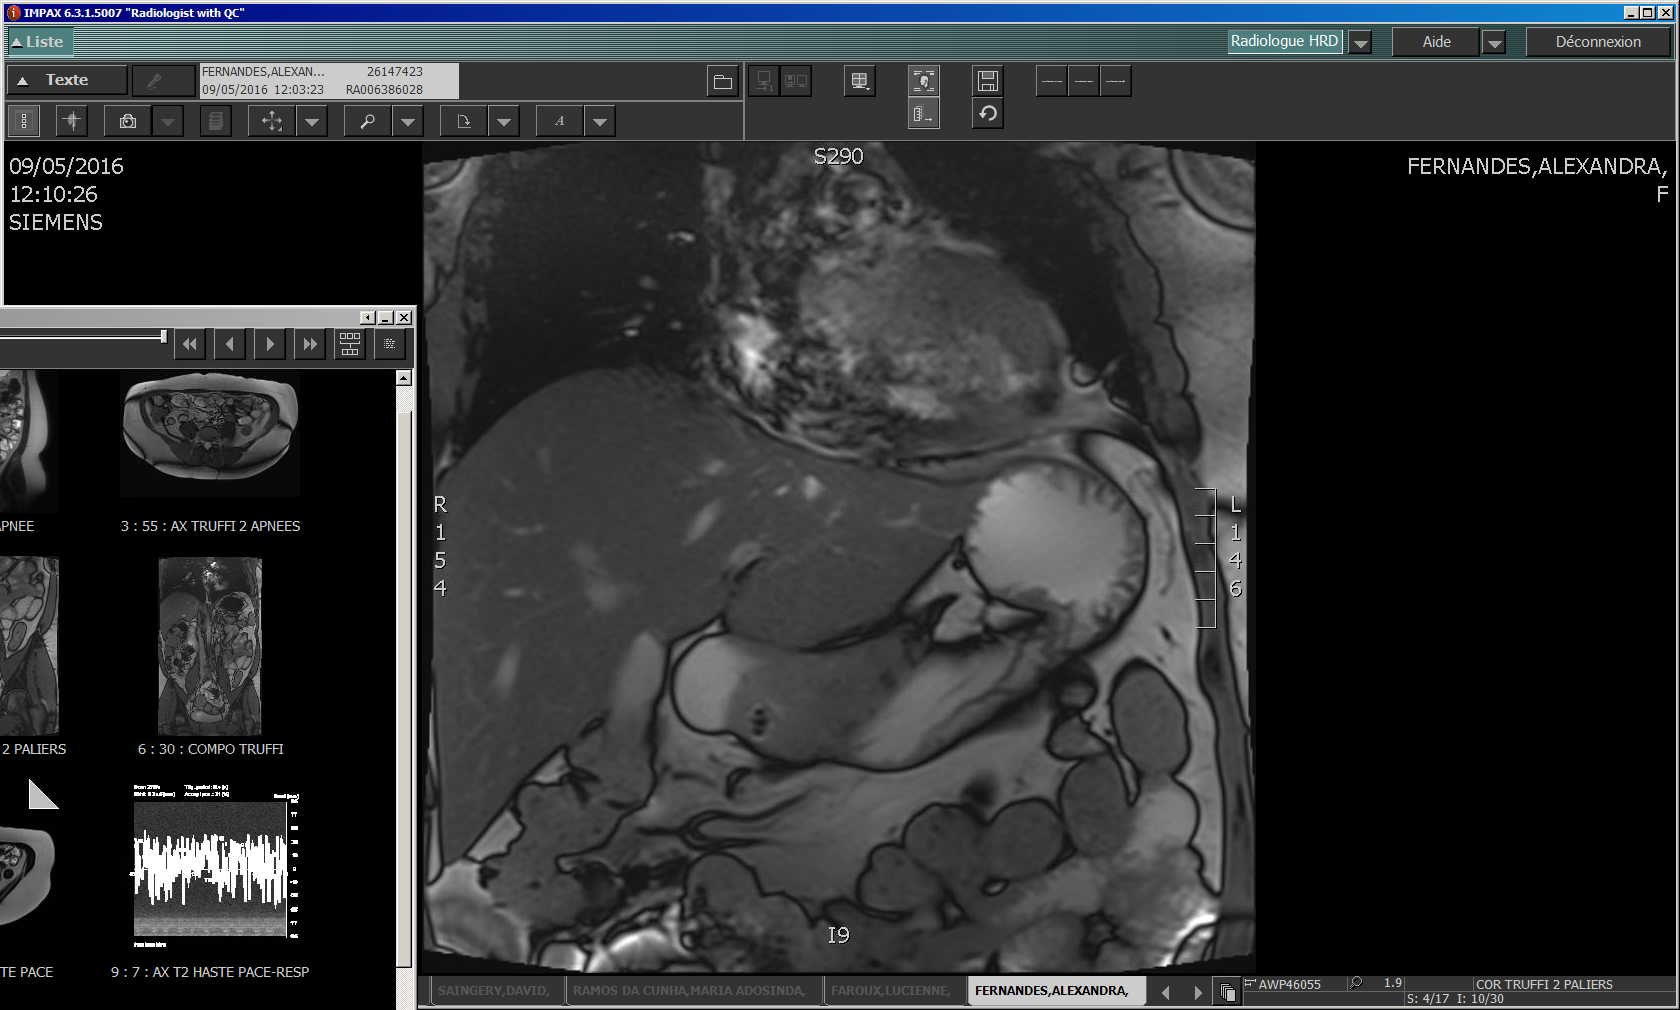 IMPAX 6.3.1.5007 "Radiologist with QC"
Liste
Radiologue HRD
Aide
Déconnexion
Texte
FERNANDES,ALEXAN... 26147423
09/05/2016 12:03:23 RA006386028
A
09/05/2016
12:10:26
SIEMENS
S290
FERNANDES,ALEXANDRA,
F
R
1
5
4
L
1
4
6
I9
PNEE
3 : 55 : AX TRUFFI 2 APNEES
2 PALIERS
6 : 30 : COMPO TRUFFI
TE PACE
9 : 7 : AX T2 HASTE PACE-RESP
SAINGERY,DAVID,
RAMOS DA CUNHA,MARIA ADOSINDA,
FAROUX,LUCIENNE,
FERNANDES,ALEXANDRA,
AWP46055
1.9
COR TRUFFI 2 PALIERS
S: 4/17 I: 10/30